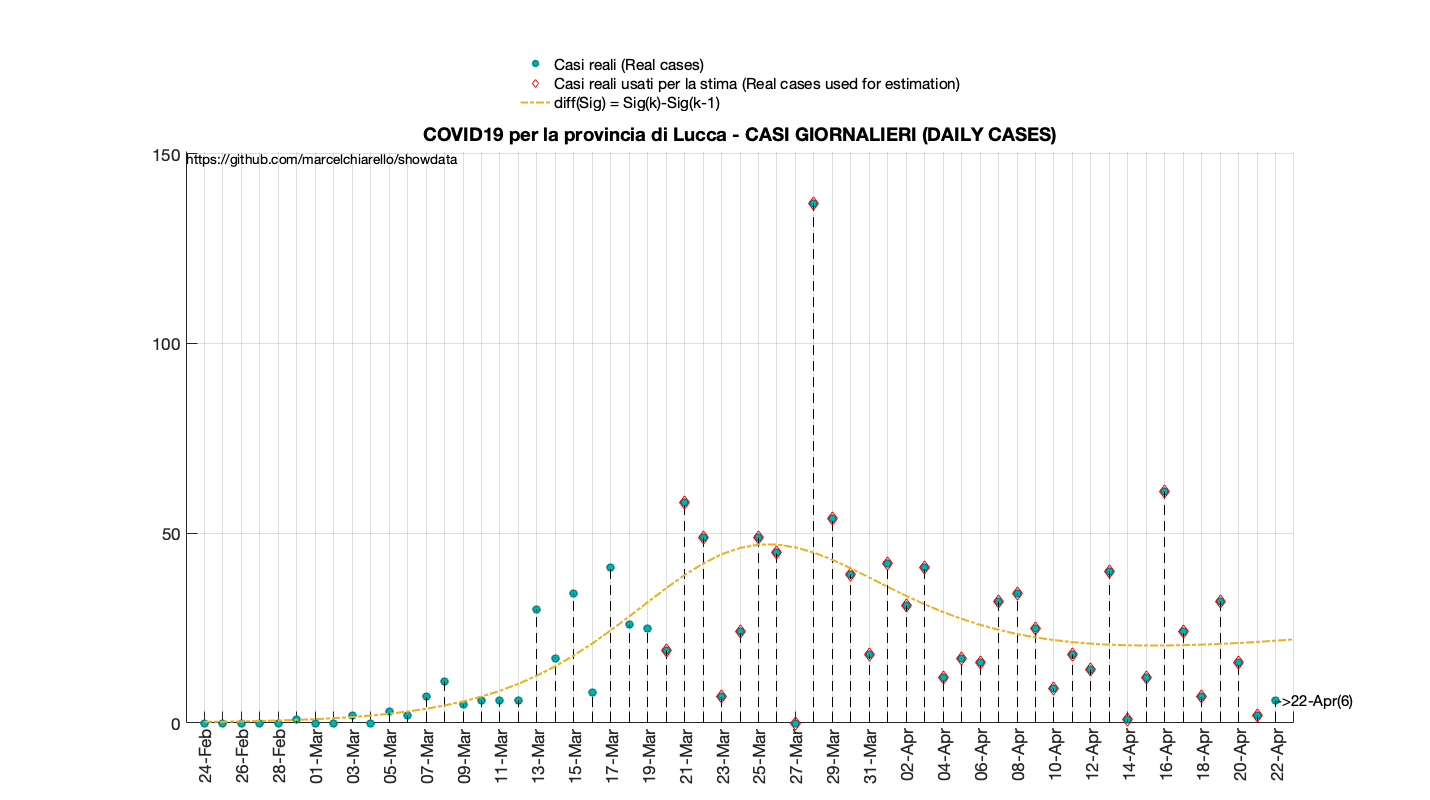 Casi reali (Real cases)
Casi reali usati per la stima (Real cases used for estimation)
diff(Sig) = Sig(k)-Sig(k-1)
COVID19 per la provincia di Lucca - CASI GIORNALIERI (DAILY CASES)
https://github.com/marcelchiarello/showdata
150
100
50
0
->22-Apr(6)
24-Feb
26-Feb
28-Feb
01-Mar
03-Mar
05-Mar
07-Mar
09-Mar
11-Mar
13-Mar
15-Mar
17-Mar
19-Mar
21-Mar
23-Mar
25-Mar
27-Mar
29-Mar
31-Mar
02-Apr
04-Apr
06-Apr
08-Apr
10-Apr
12-Apr
14-Apr
16-Apr
18-Apr
20-Apr
22-Apr